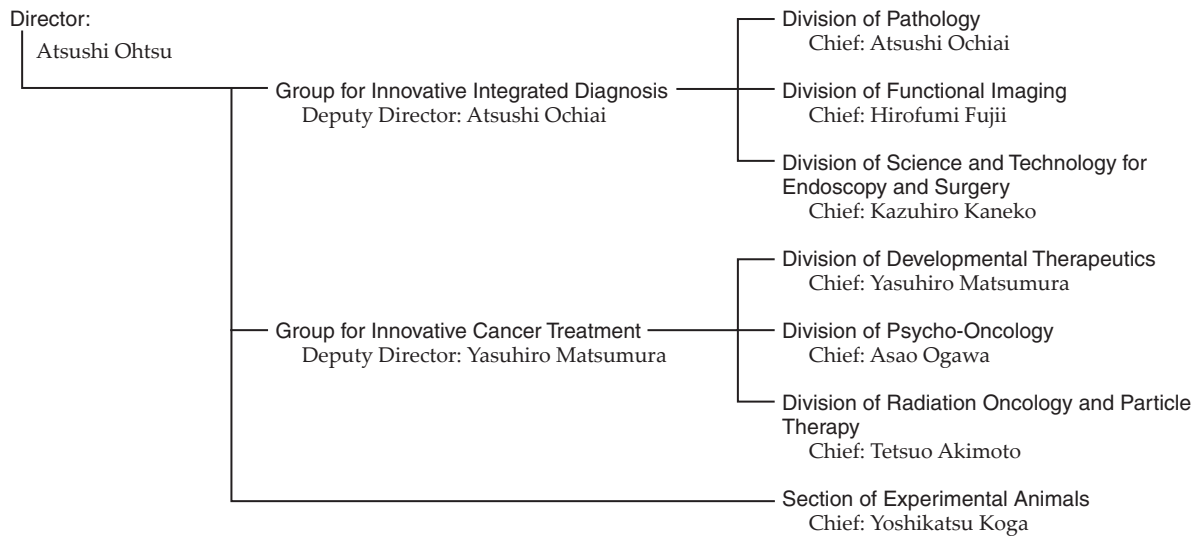 Director:
Atsushi Ohtsu
Group for Innovative Integrated Diagnosis
Deputy Director: Atsushi Ochiai
Division of Pathology
Chief: Atsushi Ochiai
Division of Functional Imaging
Chief: Hirofumi Fujii
Division of Science and Technology for
Endoscopy and Surgery
Chief: Kazuhiro Kaneko
Group for Innovative Cancer Treatment
Deputy Director: Yasuhiro Matsumura
Division of Developmental Therapeutics
Chief: Yasuhiro Matsumura
Division of Psycho-Oncology
Chief: Asao Ogawa
Division of Radiation Oncology and Particle
Therapy
Chief: Tetsuo Akimoto
Section of Experimental Animals
Chief: Yoshikatsu Koga